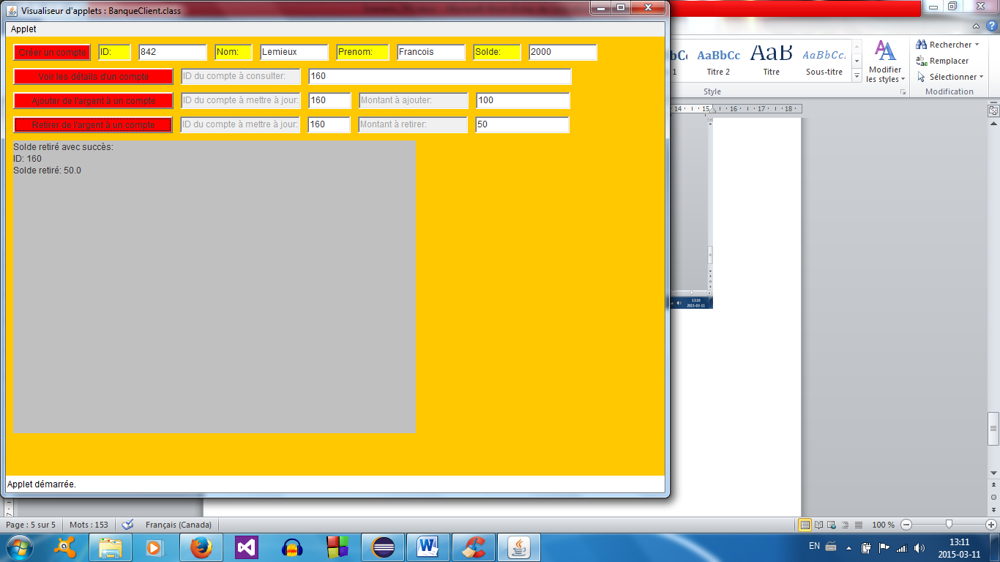 Visualiseur d'applets : BanqueClient.class
Applet
Créer un compte ID: 842 Nom: Lemieux Prenom: Francois Solde: 2000
Voir les détails d'un compte ID du compte à consulter: 160
Ajouter de l'argent à un compte ID du compte à mettre à jour: 160 Montant à ajouter: 100
Retirer de l'argent à un compte ID du compte à mettre à jour: 160 Montant à retirer: 50
Solde retiré avec succès:
ID: 160
Solde retiré: 50.0
Applet démarrée.
AaBbCc AaBbCc AaB AaBbCc.
1 Titre 2 Titre Sous-titre
Style
Modifier
les styles
Rechercher
Remplacer
Sélectionner
Modification
14 15 16 17 18
13:10
2015-03-11
Page : 5 sur 5 Mots : 153 Français (Canada) 100 %
EN 13:11
2015-03-11